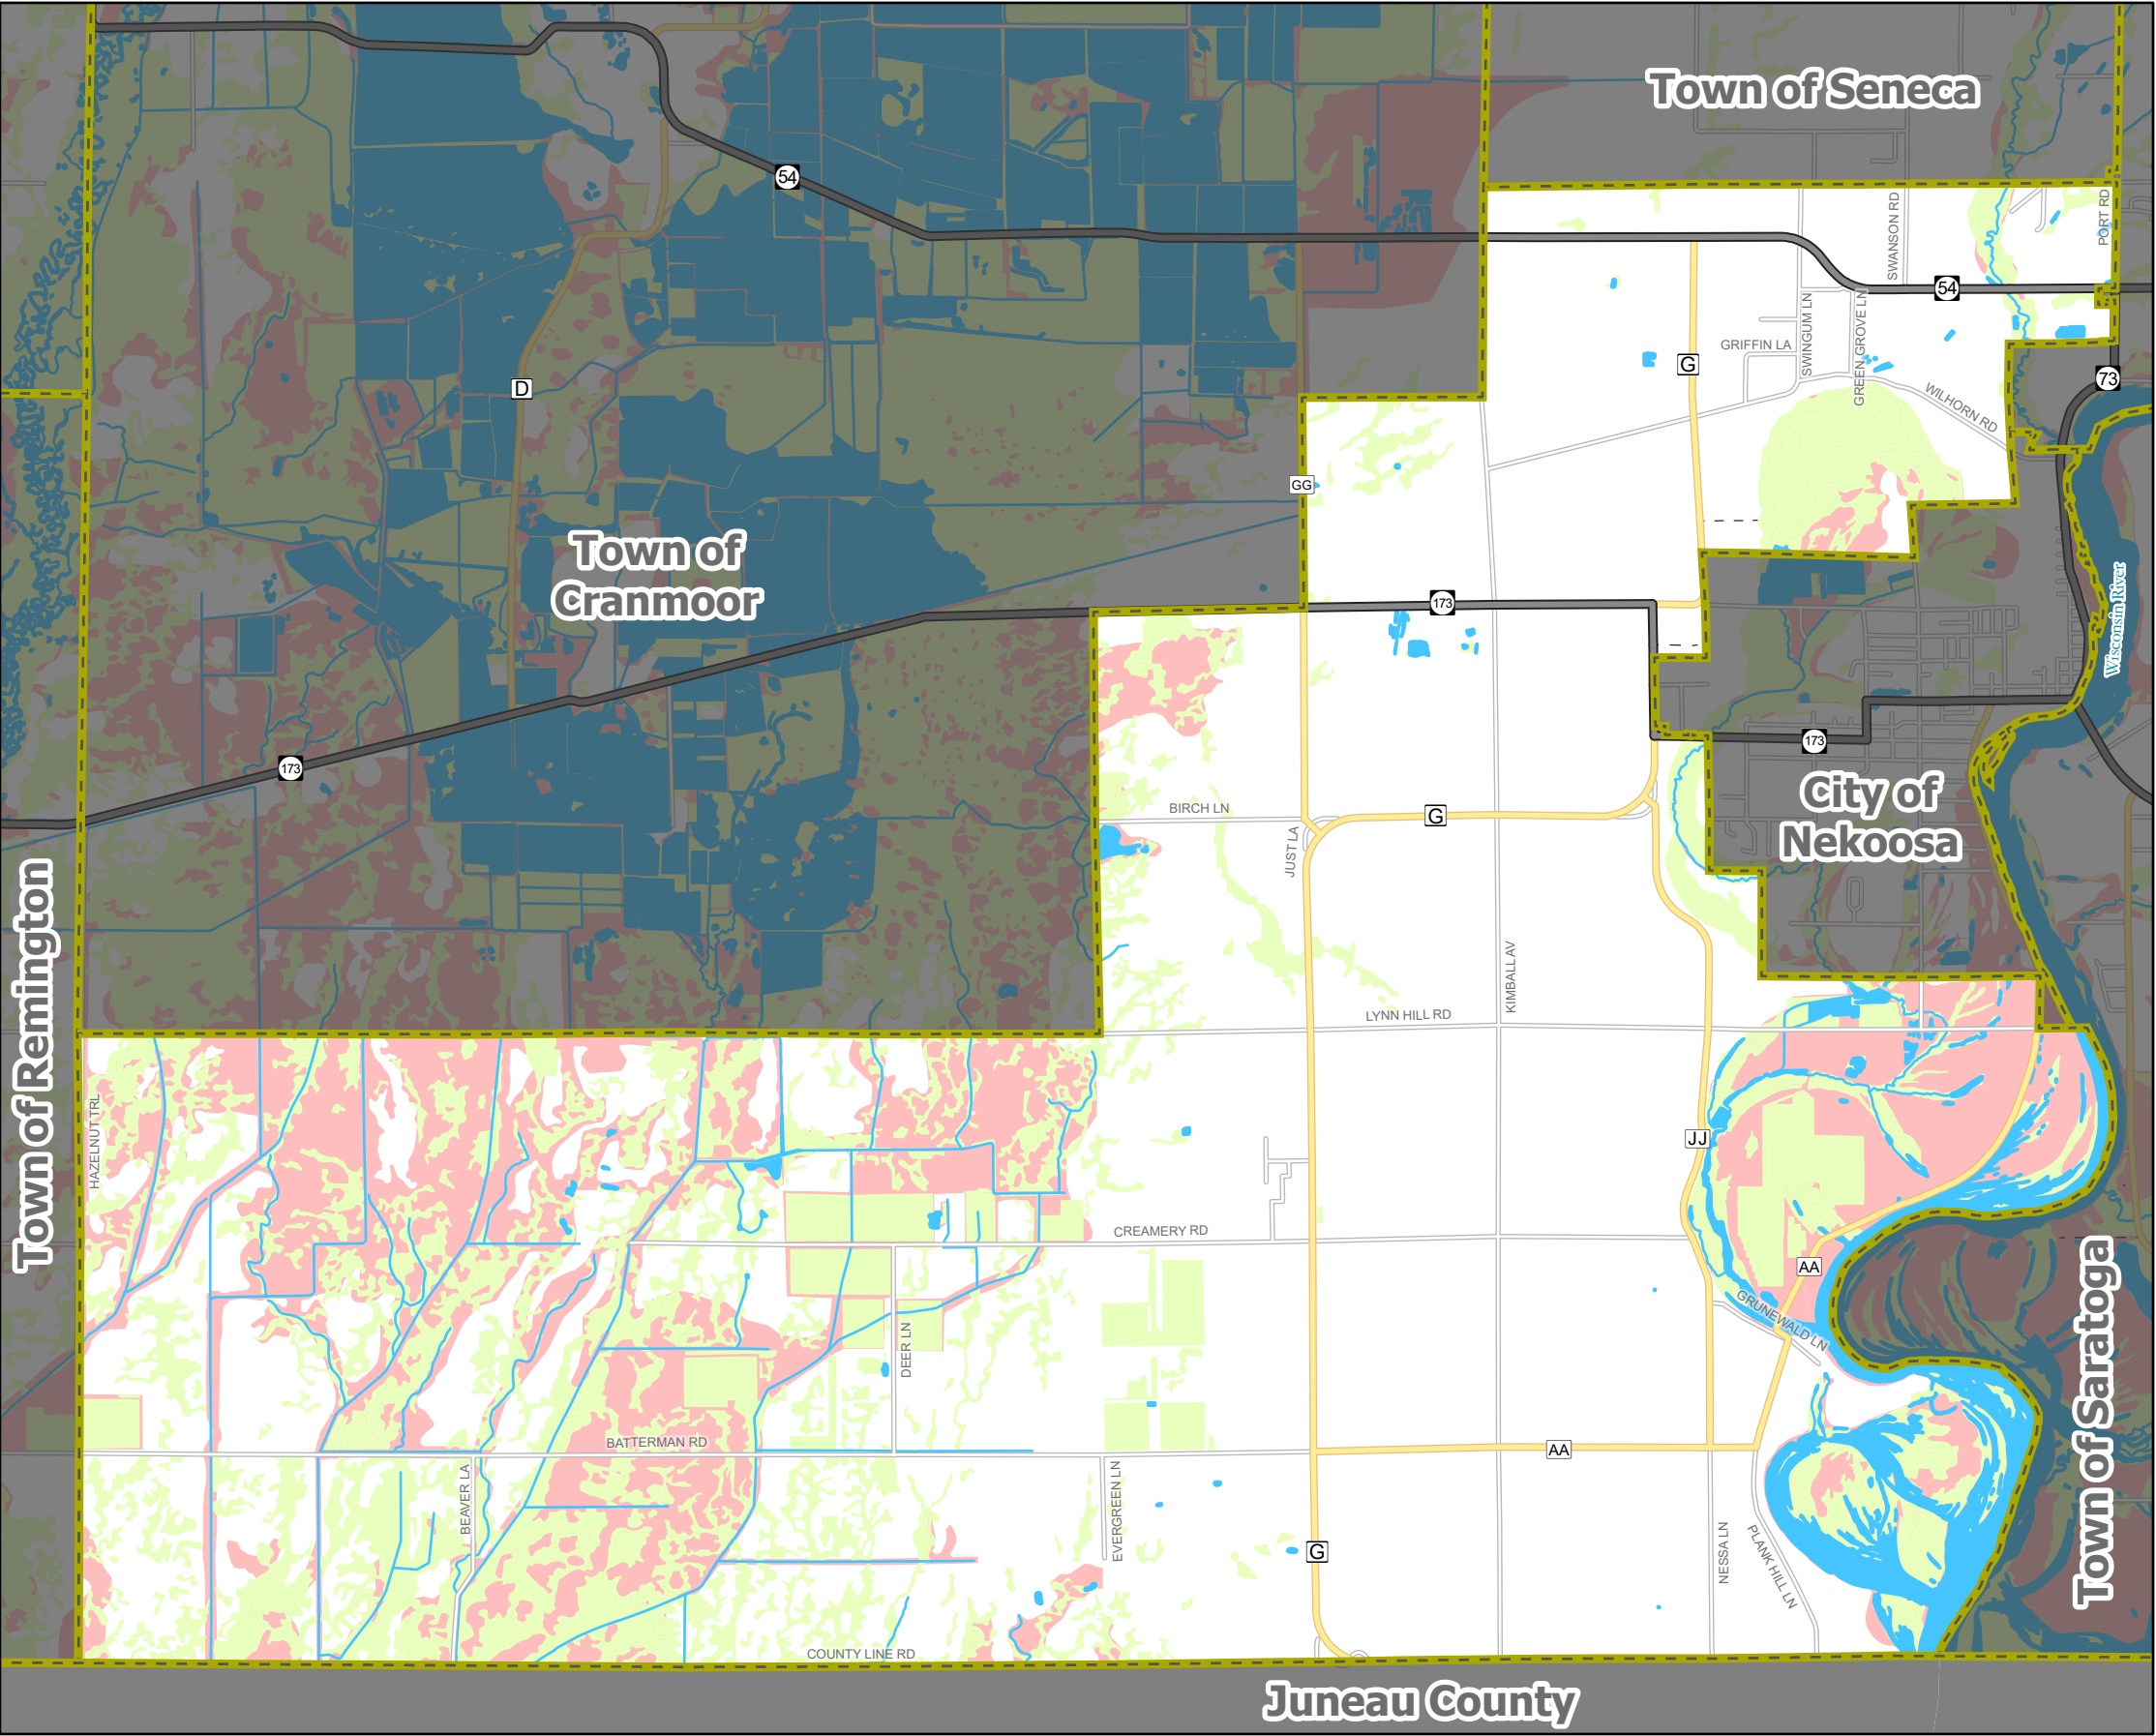 Town of Seneca
54
PORT RD
SWANSON RD
54
SWINGUM LN
GREEN GROVE LN
GRIFFIN LA
G
73
D
WILHORN RD
GG
Town of
Cranmoor
173
Wisconsin River
173
173
City of
Nekoosa
BIRCH LN
G
JUST LA
KIMBALL AV
LYNN HILL RD
Town of Remington
HAZELNUT TRL
JJ
CREAMERY RD
AA
GRUNEWALD LN
DEER LN
Town of Saratoga
BATTERMAN RD
AA
BEAVER LA
EVERGREEN LN
G
NESSA LN
PLANK HILL LN
COUNTY LINE RD
Juneau County